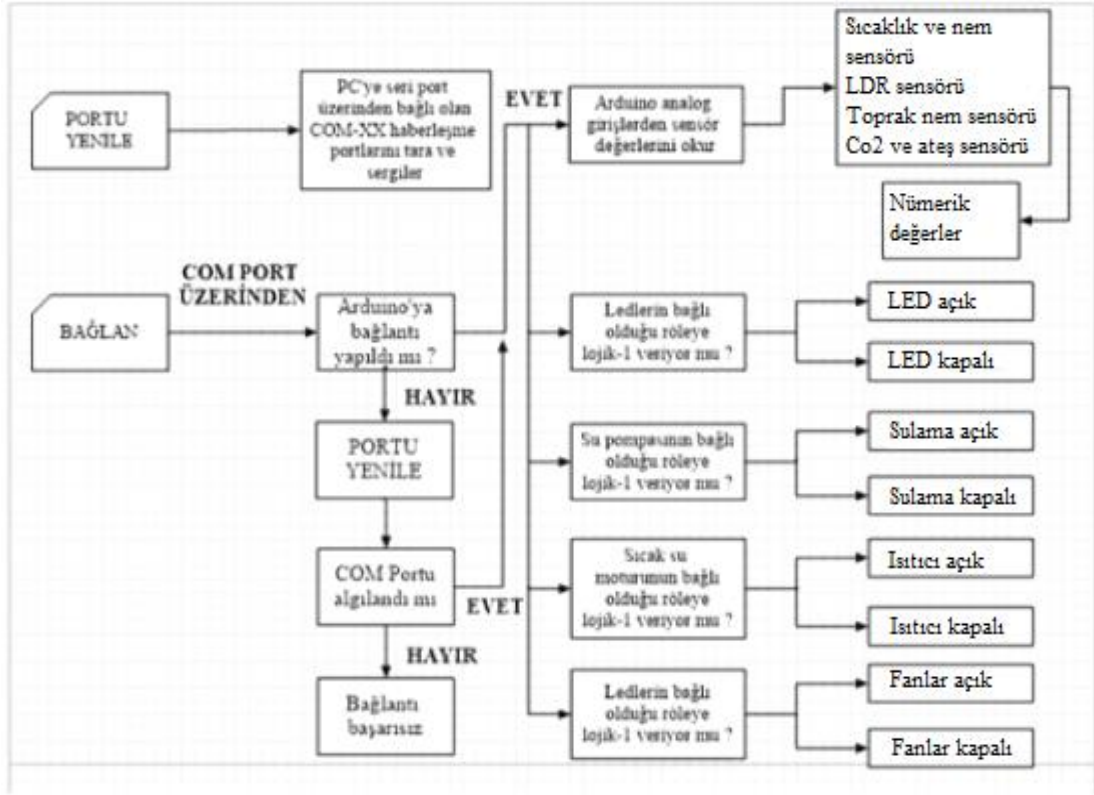 PORTU
YENİLE
PC'ye seri port
üzerinden bağlı olan
COM-XX haberleşme
portlarını tara ve
sergiler
EVET
Arduino analog
girişlerden sensör
değerlerini okur
Sıcaklık ve nem
sensörü
LDR sensörü
Toprak nem sensörü
Co2 ve ateş sensörü
Nümerik
değerler
BAĞLAN
COM PORT
ÜZERİNDEN
Arduino'ya
bağlantı
yapıldı mı ?
HAYIR
PORTU
YENİLE
COM Portu
algılandı mı
EVET
HAYIR
Bağlantı
başarısız
Ledlerin bağlı
olduğu röleye
lojik-1 veriyor mu ?
LED açık
LED kapalı
Su pompasının bağlı
olduğu röleye
lojik-1 veriyor mu ?
Sulama açık
Sulama kapalı
Sıcak su
moturunun bağlı
olduğu röleye
lojik-1 veriyor mu ?
Isıtıcı açık
Isıtıcı kapalı
Ledlerin bağlı
olduğu röleye
lojik-1 veriyor mu ?
Fanlar açık
Fanlar kapalı